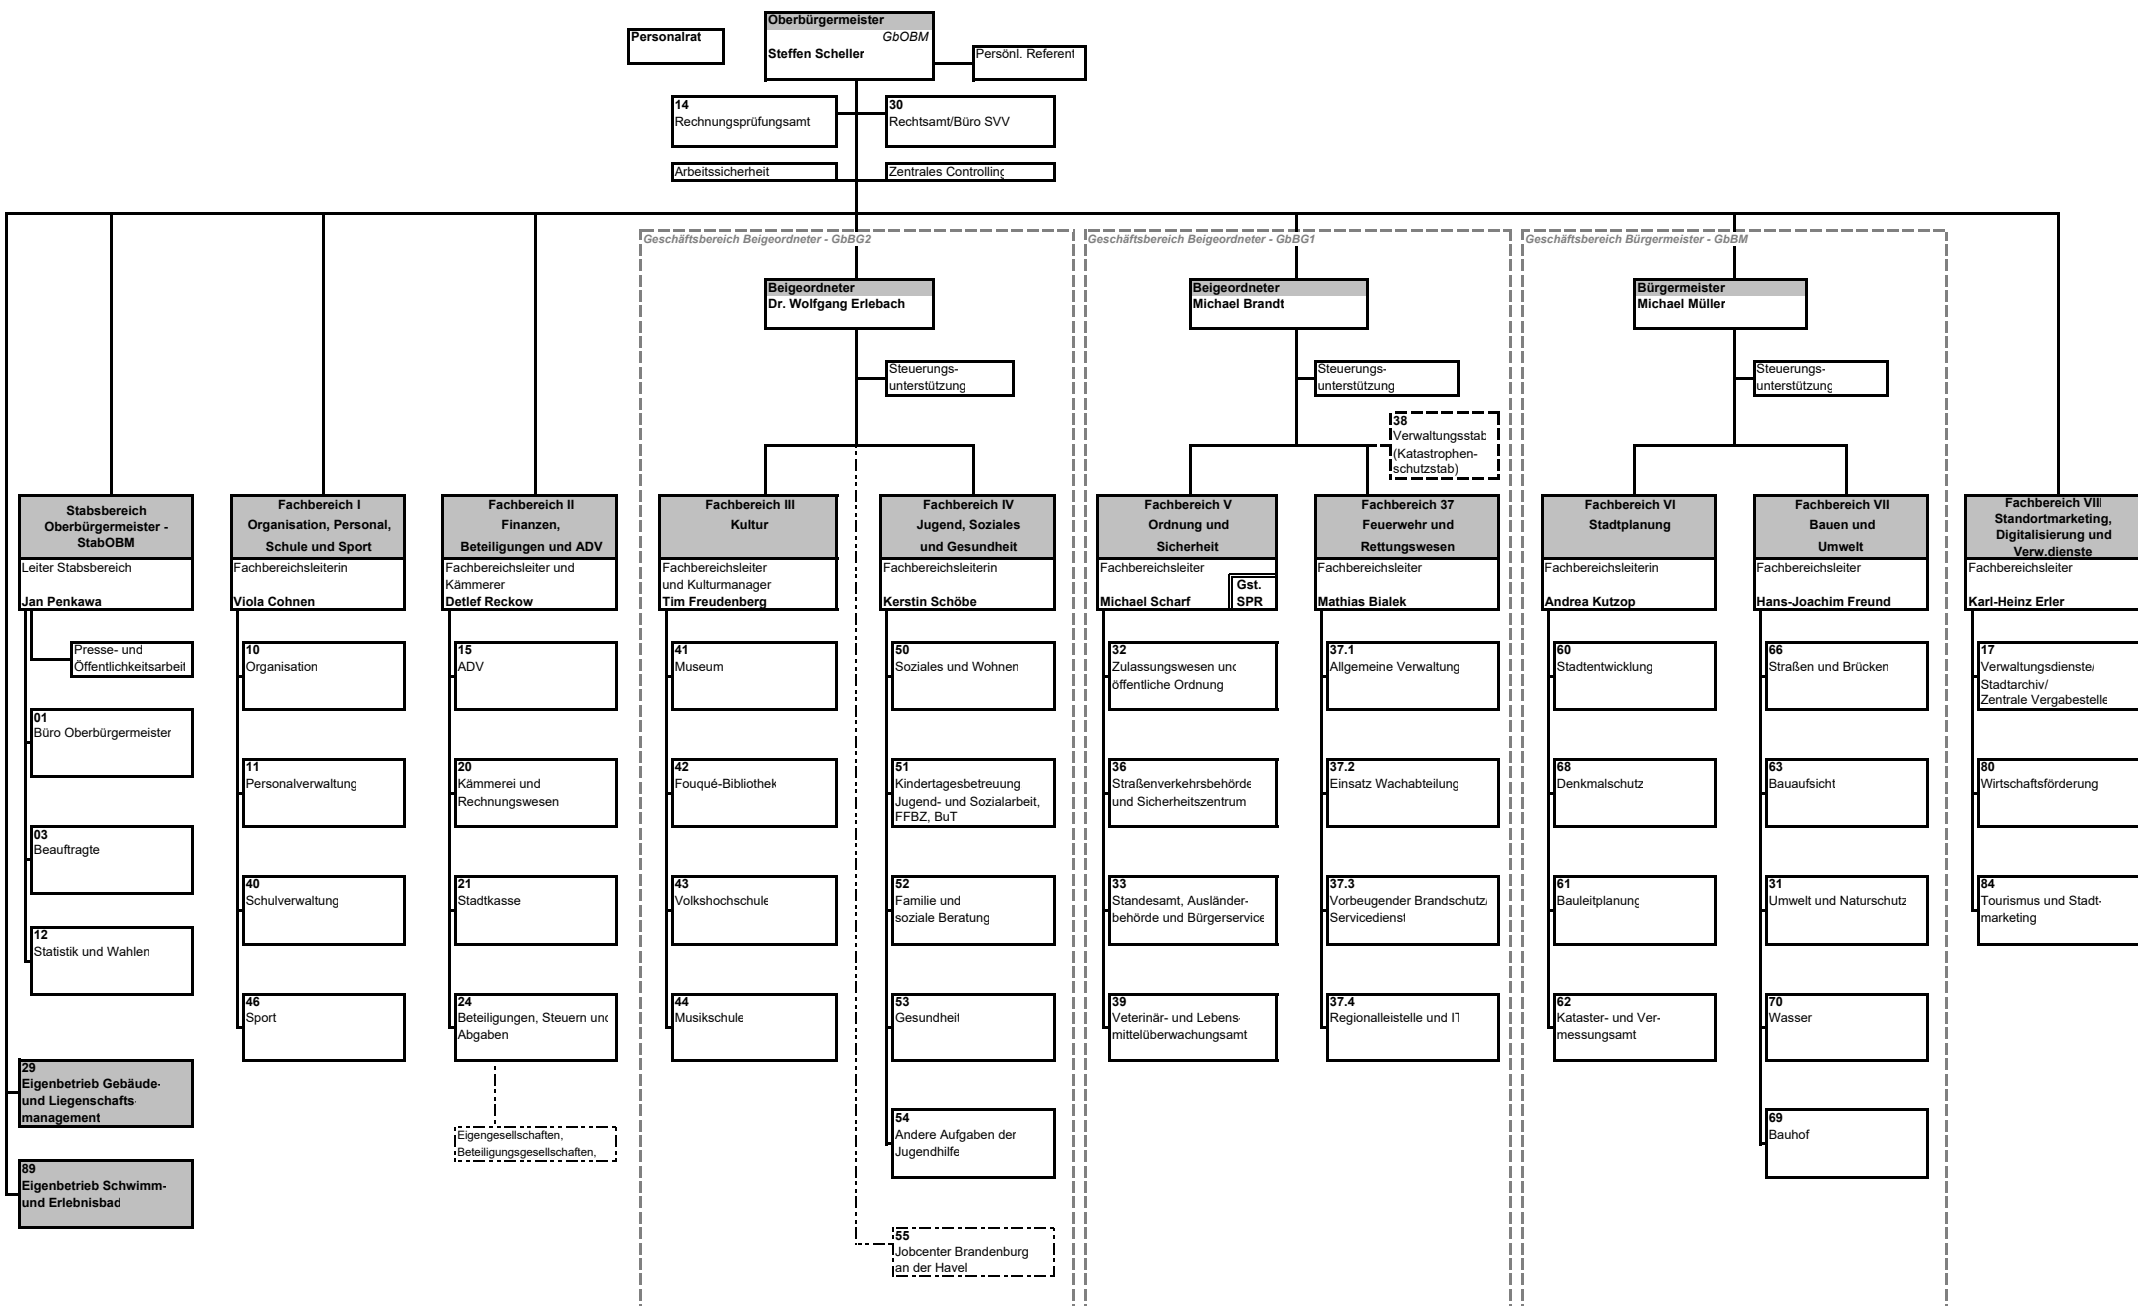 Oberbürgermeister
GbOBM
Steffen Scheller
Personalrat
Persönl. Referent
14
Rechnungsprüfungsamt
30
Rechtsamt/Büro SVV
Arbeitssicherheit
Zentrales Controlling
Geschäftsbereich Beigeordneter - GbBG2
Geschäftsbereich Beigeordneter - GbBG1
Geschäftsbereich Bürgermeister - GbBM
Beigeordneter
Dr. Wolfgang Erlebach
Beigeordneter
Michael Brandt
Bürgermeister
Michael Müller
Steuerungs-
unterstützung
Steuerungs-
unterstützung
Steuerungs-
unterstützung
38
Verwaltungsstab
(Katastrophen-
schutzstab)
Stabsbereich
Oberbürgermeister -
StabOBM
Leiter Stabsbereich
Jan Penkawa
Presse- und
Öffentlichkeitsarbeit
01
Büro Oberbürgermeister
03
Beauftragte
12
Statistik und Wahlen
29
Eigenbetrieb Gebäude-
und Liegenschafts-
management
89
Eigenbetrieb Schwimm-
und Erlebnisbad
Fachbereich I
Organisation, Personal,
Schule und Sport
Fachbereichsleiterin
Viola Cohnen
10
Organisation
11
Personalverwaltung
40
Schulverwaltung
46
Sport
Fachbereich II
Finanzen,
Beteiligungen und ADV
Fachbereichsleiter und
Kämmerer
Detlef Reckow
15
ADV
20
Kämmerei und
Rechnungswesen
21
Stadtkasse
24
Beteiligungen, Steuern und
Abgaben
Eigengesellschaften,
Beteiligungsgesellschaften,
Fachbereich III
Kultur
Fachbereichsleiter
und Kulturmanager
Tim Freudenberg
41
Museum
42
Fouqué-Bibliothek
43
Volkshochschule
44
Musikschule
Fachbereich IV
Jugend, Soziales
und Gesundheit
Fachbereichsleiterin
Kerstin Schöbe
50
Soziales und Wohnen
51
Kindertagesbetreuung
Jugend- und Sozialarbeit,
FFBZ, BuT
52
Familie und
soziale Beratung
53
Gesundheit
54
Andere Aufgaben der
Jugendhilfe
55
Jobcenter Brandenburg
an der Havel
Fachbereich V
Ordnung und
Sicherheit
Fachbereichsleiter
Michael Scharf
Gst.
SPR
32
Zulassungswesen und
öffentliche Ordnung
36
Straßenverkehrsbehörde
und Sicherheitszentrum
33
Standesamt, Ausländer-
behörde und Bürgerservice
39
Veterinär- und Lebens-
mittelüberwachungsamt
Fachbereich 37
Feuerwehr und
Rettungswesen
Fachbereichsleiter
Mathias Bialek
37.1
Allgemeine Verwaltung
37.2
Einsatz Wachabteilung
37.3
Vorbeugender Brandschutz/
Servicedienst
37.4
Regionalleistelle und IT
Fachbereich VI
Stadtplanung
Fachbereichsleiterin
Andrea Kutzop
60
Stadtentwicklung
68
Denkmalschutz
61
Bauleitplanung
62
Kataster- und Ver-
messungsamt
Fachbereich VII
Bauen und
Umwelt
Fachbereichsleiter
Hans-Joachim Freund
66
Straßen und Brücken
63
Bauaufsicht
31
Umwelt und Naturschutz
70
Wasser
69
Bauhof
Fachbereich VIII
Standortmarketing,
Digitalisierung und
Verw.dienste
Fachbereichsleiter
Karl-Heinz Erler
17
Verwaltungsdienste/
Stadtarchiv/
Zentrale Vergabestelle
80
Wirtschaftsförderung
84
Tourismus und Stadt-
marketing